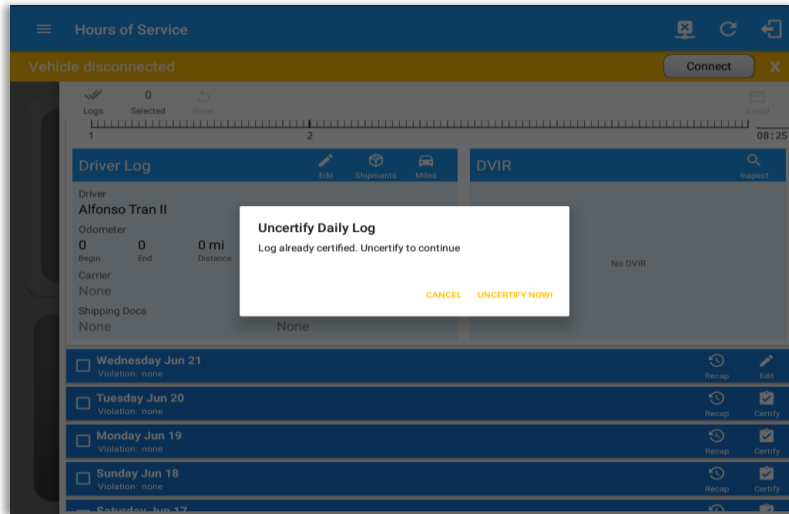 Hours of Service
Vehicle disconnected
Connect
X
0
Logs
Selected
Reset
Email
1
2
08:25
Driver Log
Edit
Shipments
Miles
DVIR
Inspect
Driver
Alfonso Tran II
Odometer
0
0
0 mi
Begin
End
Distance
Carrier
None
Shipping Docs
None
None
No DVIR
Uncertify Daily Log
Log already certified. Uncertify to continue
CANCEL
UNCERTIFY NOW!
Wednesday Jun 21
Violation: none
Recap
Edit
Tuesday Jun 20
Violation: none
Recap
Certify
Monday Jun 19
Violation: none
Recap
Certify
Sunday Jun 18
Violation: none
Recap
Certify
Saturday Jun 17